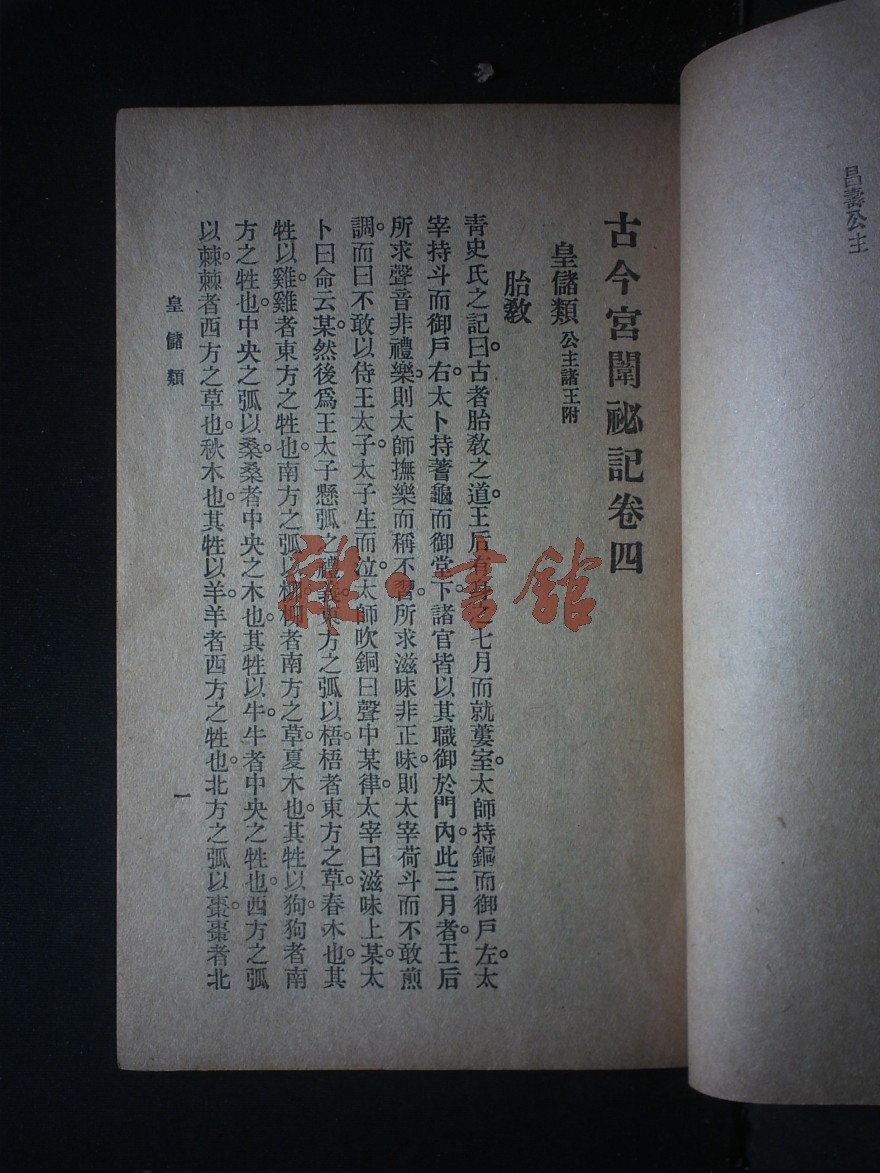 昌壽公主
古今宮闈祕記卷四
皇儲類 公主諸王附
胎敎
靑史氏之記曰。古者胎敎之道。王后有身之七月而就蔞室。太師持銅而御戶左。太
宰持斗而御戶右。太卜持蓍龜而御堂下。諸官皆以其職御於門內。此三月者。王后
所求聲音非禮樂。則太師撫樂而稱不習。所求滋味非正味。則太宰荷斗而不敢煎
調。而曰不敢以侍王太子。太子生而泣。太師吹銅曰聲中某律。太宰曰滋味上某。太
卜曰命云某。然後爲王太子懸弧之禮義。東方之弧以梧。梧者東方之草。春木也。其
牲以雞。雞者東方之牲也。南方之弧以柳。柳者南方之草。夏木也。其牲以狗。狗者南
方之牲也。中央之弧以桑。桑者中央之木也。其牲以牛。牛者中央之牲也。西方之弧
以棘。棘者西方之草也。秋木也。其牲以羊。羊者西方之牲也。北方之弧以棗。棗者北
皇儲類
一
雜·書館